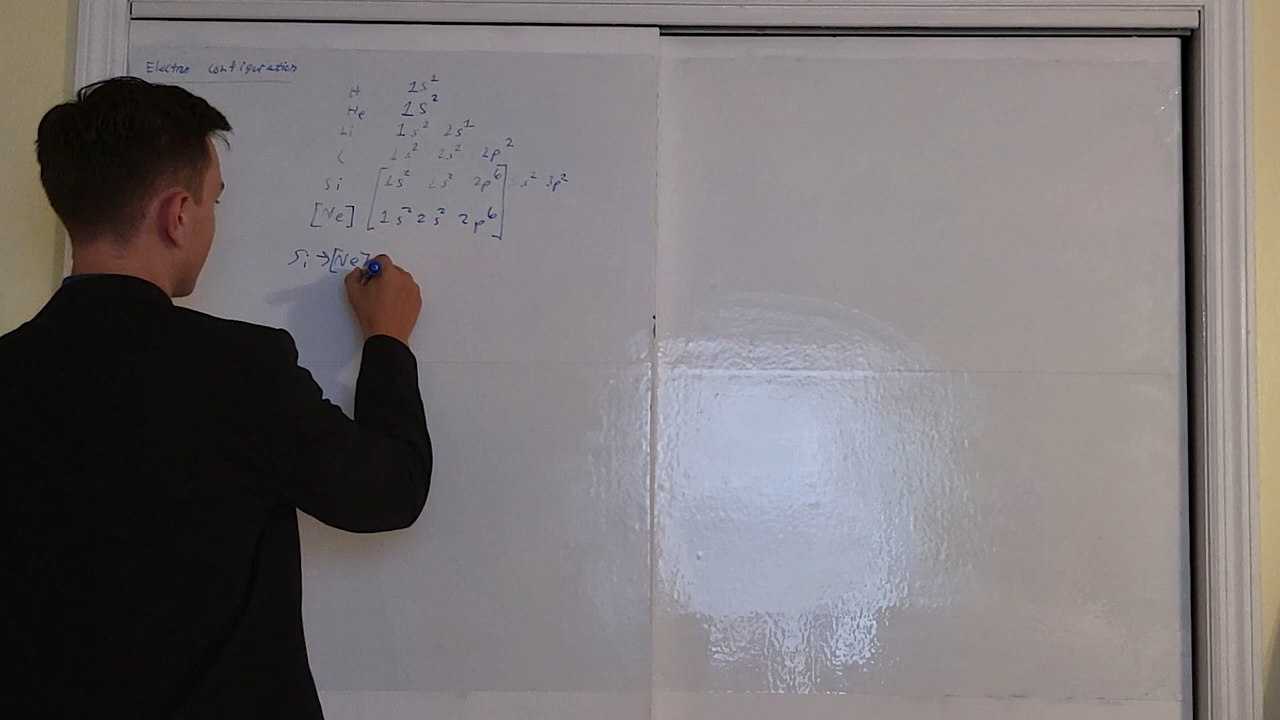 Electron Configuration
H 1s¹
He 1s²
Li 1s² 2s¹
C 1s² 2s² 2p²
Si [1s² 2s² 2p⁶] s² 3p²
[Ne] [1s² 2s² 2p⁶]
Si → [Ne]